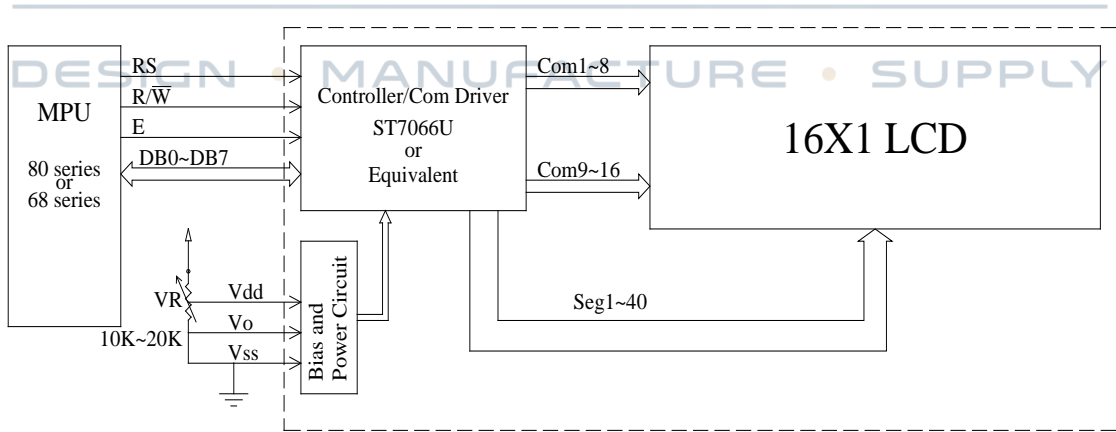 DESIGN • MANUFACTURE • SUPPLY
MPU
80 series
or
68 series
RS
R/W̅
E
DB0~DB7
Controller/Com Driver
ST7066U
or
Equivalent
Com1~8
Com9~16
16X1 LCD
Seg1~40
VR
10K~20K
Vdd
Vo
Vss
Bias and
Power Circuit